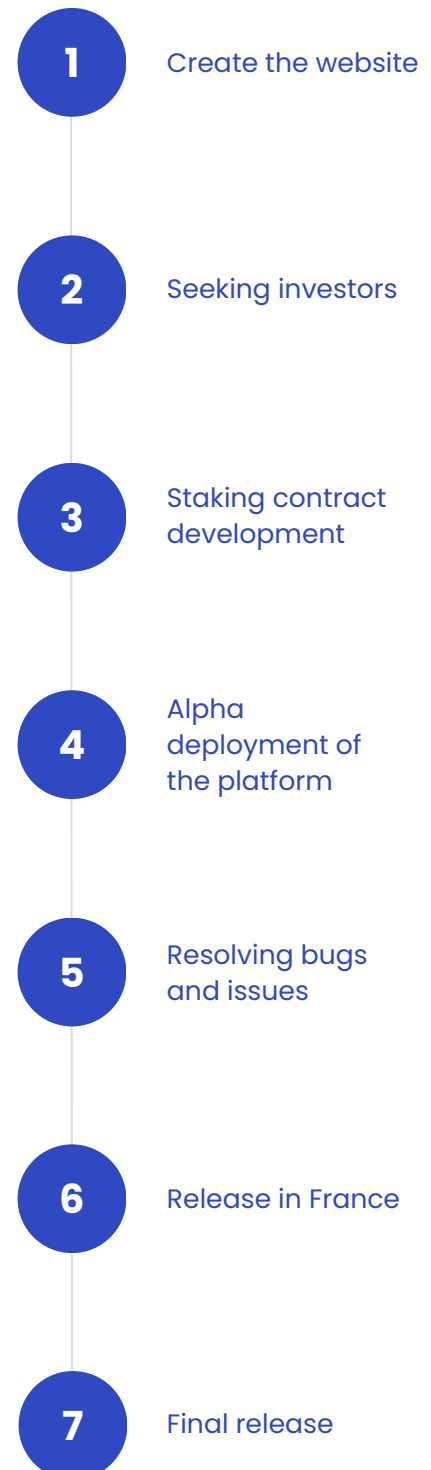 1
Create the website
2
Seeking investors
3
Staking contract
development
4
Alpha
deployment of
the platform
5
Resolving bugs
and issues
6
Release in France
7
Final release